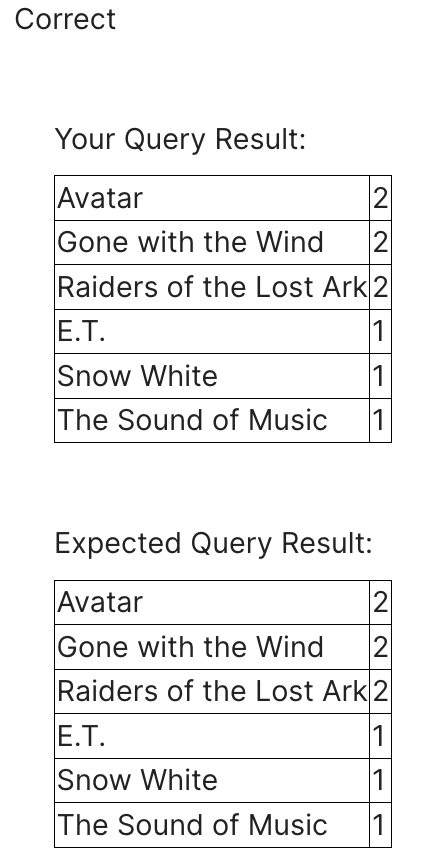 Correct
Your Query Result:
Avatar 2
Gone with the Wind 2
Raiders of the Lost Ark 2
E.T. 1
Snow White 1
The Sound of Music 1
Expected Query Result:
Avatar 2
Gone with the Wind 2
Raiders of the Lost Ark 2
E.T. 1
Snow White 1
The Sound of Music 1